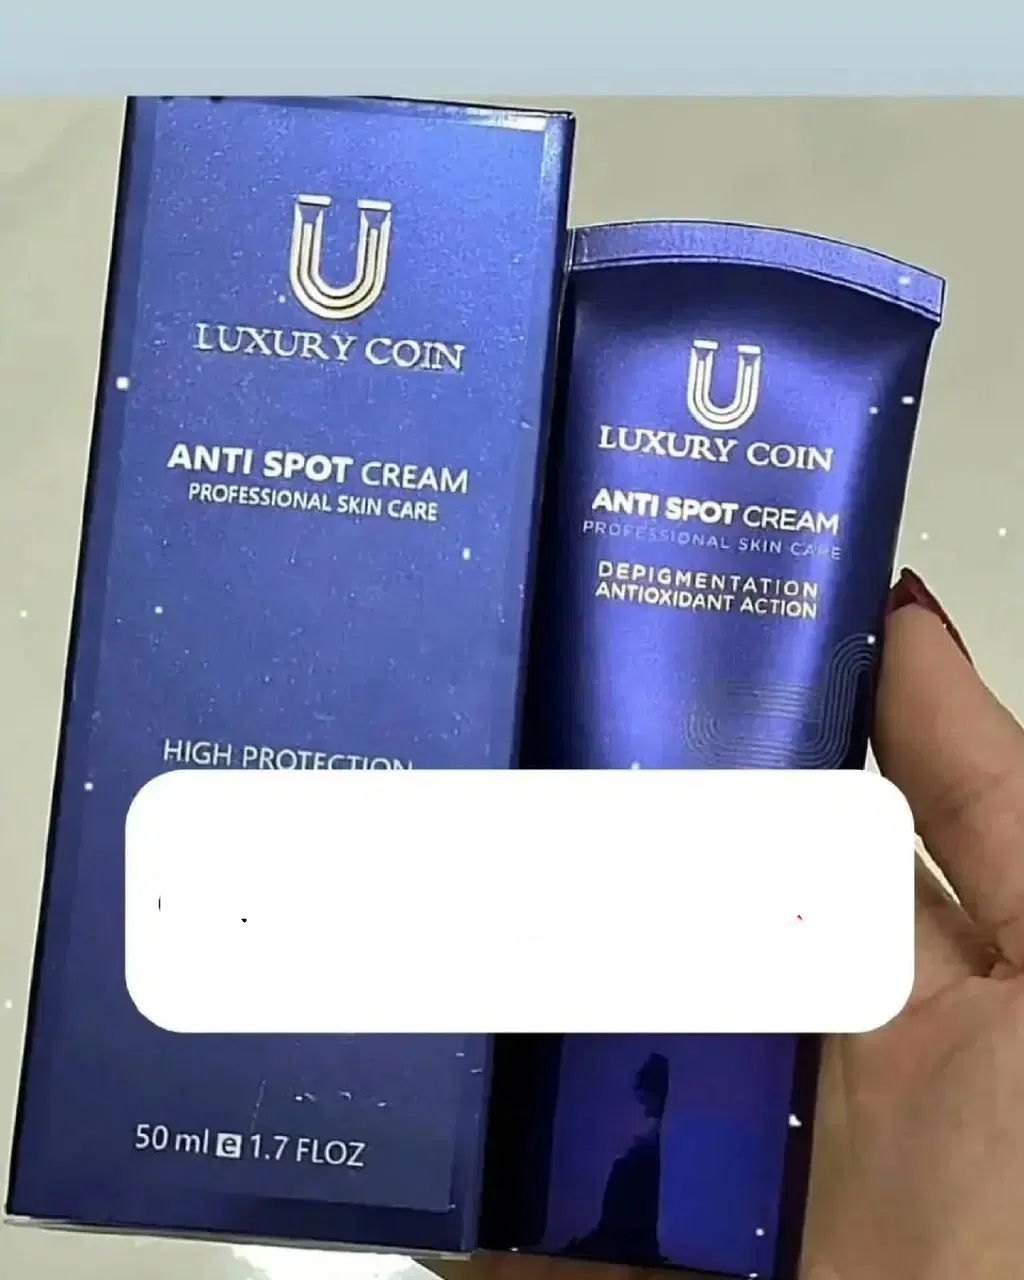 LUXURY COIN
ANTI SPOT CREAM
PROFESSIONAL SKIN CARE
HIGH PROTECTION
50 ml e 1.7 FLOZ
LUXURY COIN
ANTI SPOT CREAM
PROFESSIONAL SKIN CARE
DEPIGMENTATION
ANTIOXIDANT ACTION